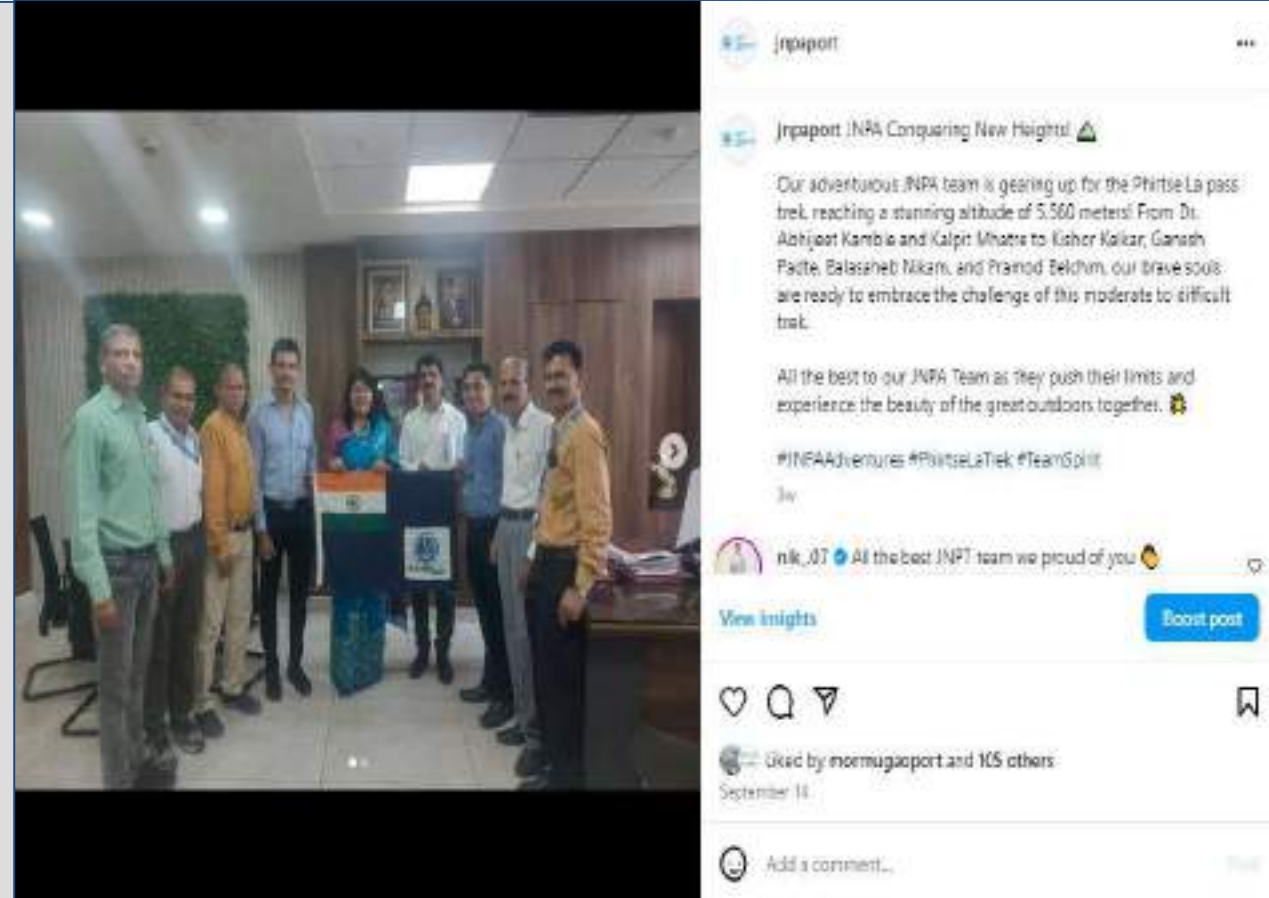 jnpaport
jnpaport JNPA Conquering New Heights!
Our adventurous JNPA team is gearing up for the Phirtse La pass
trek, reaching a stunning altitude of 5,560 meters! From Dr.
Abhijeet Kamble and Kalpit Mhatre to Kishor Kelkar, Ganesh
Padte, Balasaheb Nikam, and Pramod Belchim, our brave souls
are ready to embrace the challenge of this moderate to difficult
trek.
All the best to our JNPA Team as they push their limits and
experience the beauty of the great outdoors together.
#JNPAAdventures #PhirtseLaTrek #TeamSpirit
3w
nik_.07 All the best JNPT team we proud of you
View Insights
Boost post
Liked by mormugaoport and 105 others
September 14
Add a comment...
Post